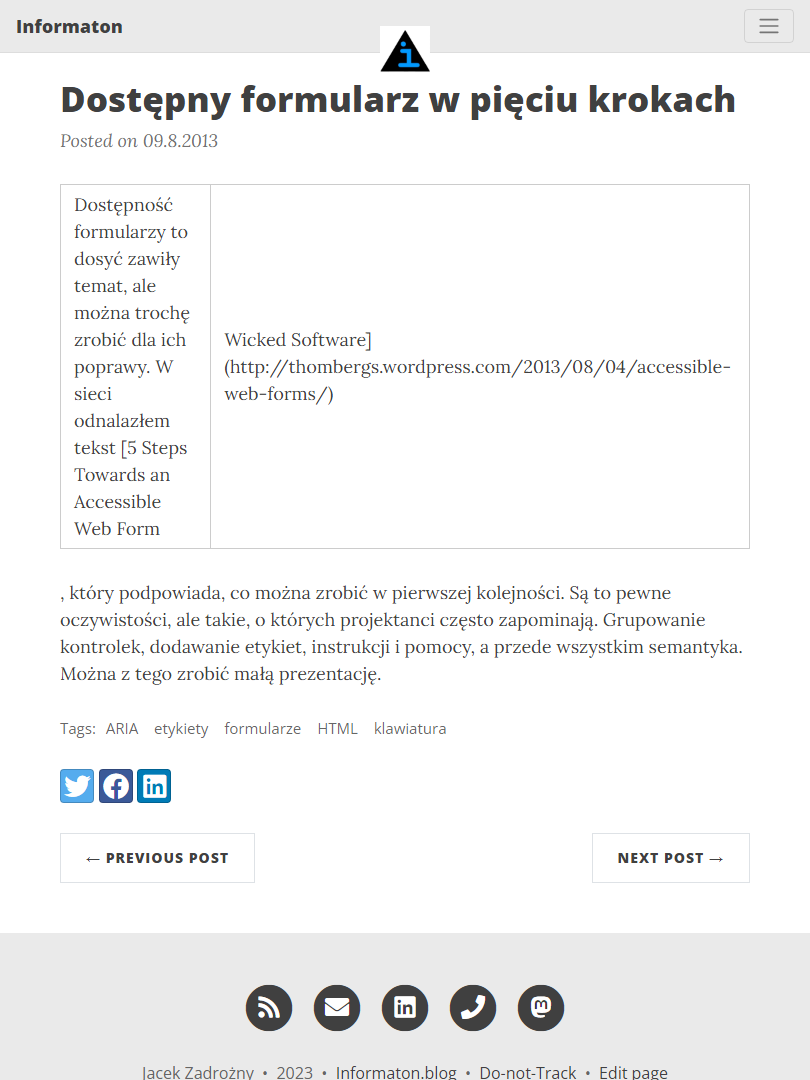 Informaton
i
Dostępny formularz w pięciu krokach
Posted on 09.8.2013
Dostępność
formularzy to
dosyć zawiły
temat, ale
można trochę
zrobić dla ich
poprawy. W
sieci
odnalazłem
tekst [5 Steps
Towards an
Accessible
Web Form
Wicked Software]
(http://thombergs.wordpress.com/2013/08/04/accessible-
web-forms/)
, który podpowiada, co można zrobić w pierwszej kolejności. Są to pewne
oczywistości, ale takie, o których projektanci często zapominają. Grupowanie
kontrolek, dodawanie etykiet, instrukcji i pomocy, a przede wszystkim semantyka.
Można z tego zrobić małą prezentację.
Tags: ARIA etykiety formularze HTML klawiatura
← PREVIOUS POST
NEXT POST →
Jacek Zadrożny • 2023 • Informaton.blog • Do-not-Track • Edit page